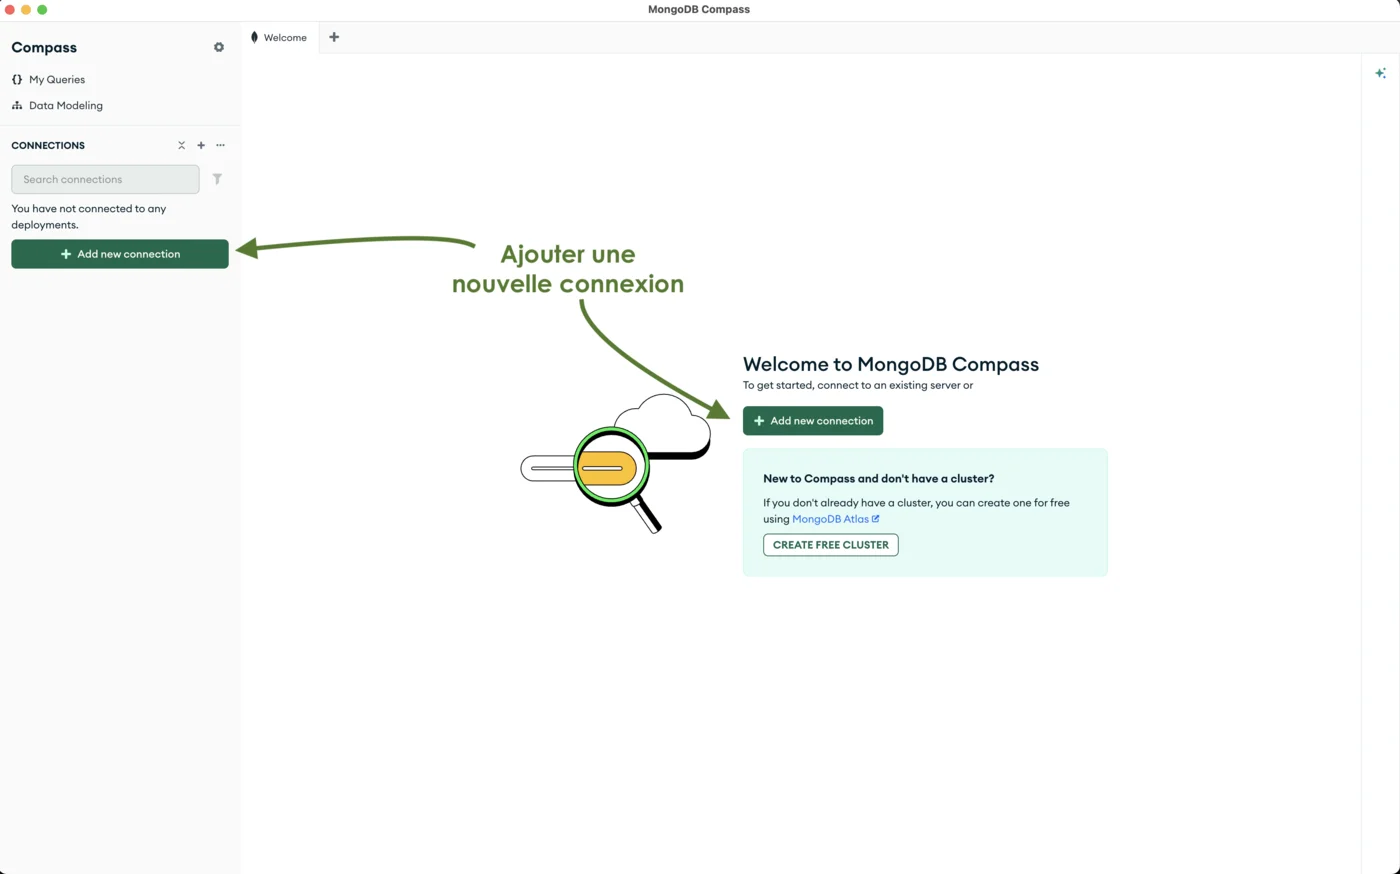 MongoDB Compass
Compass
Welcome
My Queries
Data Modeling
CONNECTIONS
Search connections
You have not connected to any
deployments.
Add new connection
Ajouter une
nouvelle connexion
Welcome to MongoDB Compass
To get started, connect to an existing server or
Add new connection
New to Compass and don't have a cluster?
If you don't already have a cluster, you can create one for free
using MongoDB Atlas
CREATE FREE CLUSTER